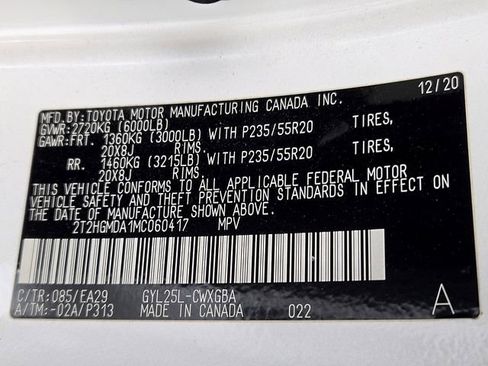 MFD.BY:TOYOTA MOTOR MANUFACTURING CANADA INC. 12/20
GVWR:2720KG (6000LB)
GAWR:FRT. 1360KG (3000LB) WITH P235/55R20 TIRES,
20X8J RIMS.
RR. 1460KG (3215LB) WITH P235/55R20 TIRES,
20X8J RIMS.
THIS VEHICLE CONFORMS TO ALL APPLICABLE FEDERAL MOTOR
VEHICLE SAFETY AND THEFT PREVENTION STANDARDS IN EFFECT ON
THE DATE OF MANUFACTURE SHOWN ABOVE.
2T2HGMDA1MC060417 MPV
C/TR:085/EA29 GYL25L-CWXGBA
A/TM:-02A/P313 MADE IN CANADA 022 A